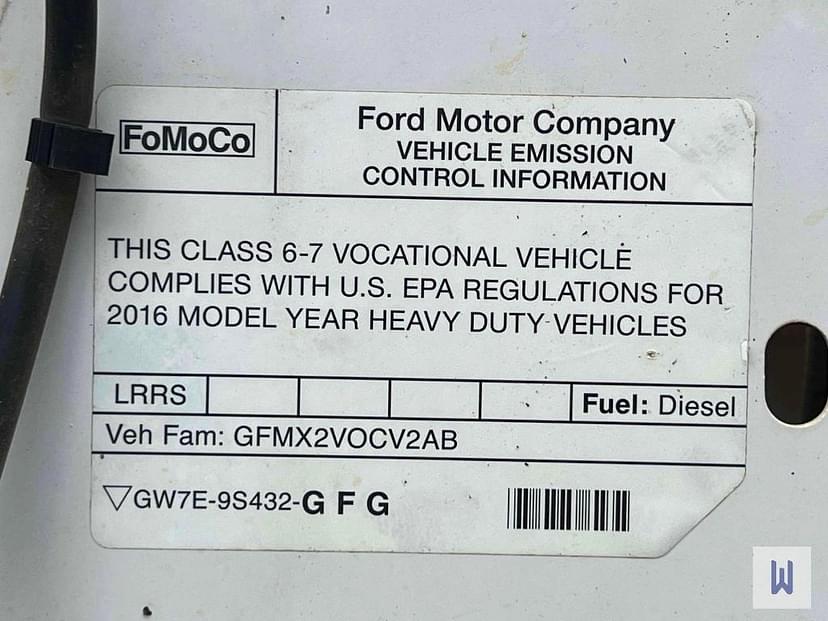 FoMoCo
Ford Motor Company
VEHICLE EMISSION
CONTROL INFORMATION
THIS CLASS 6-7 VOCATIONAL VEHICLE
COMPLIES WITH U.S. EPA REGULATIONS FOR
2016 MODEL YEAR HEAVY DUTY VEHICLES
LRRS
Fuel: Diesel
Veh Fam: GFMX2VOCV2AB
GW7E-9S432-G F G
W